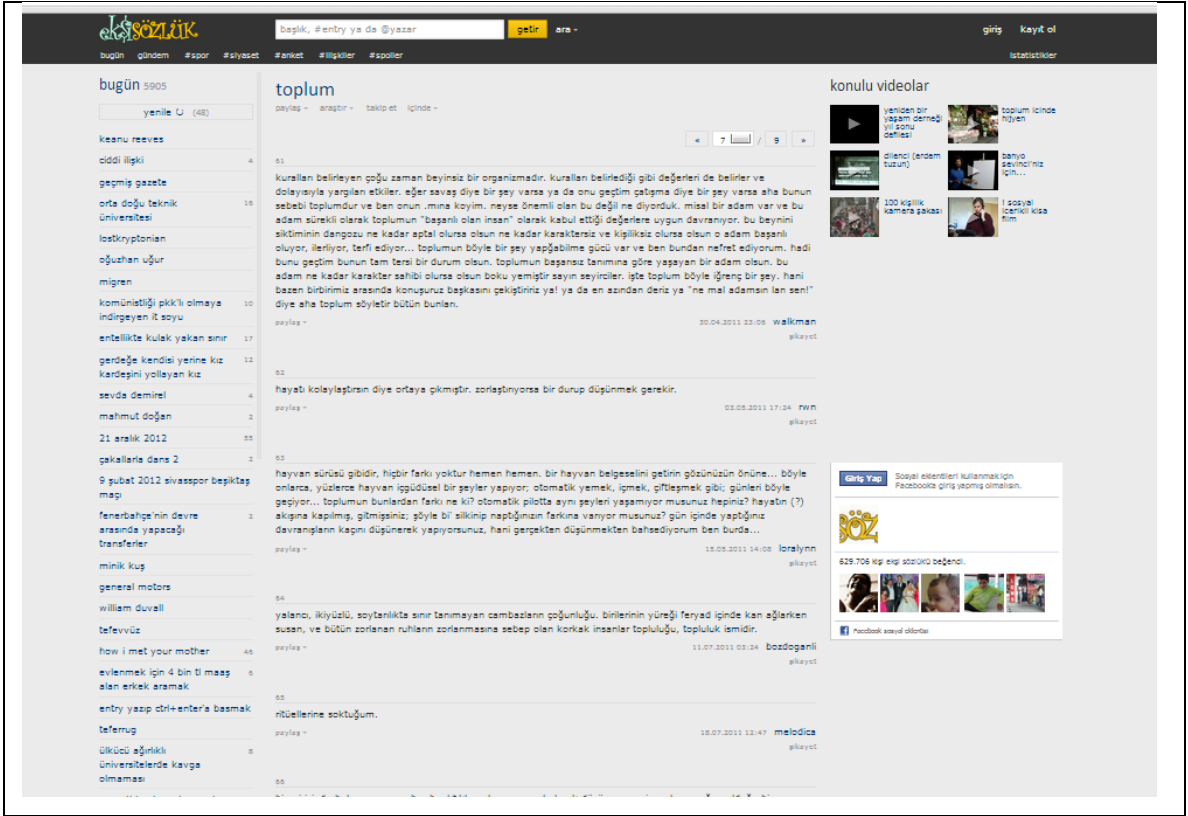 ekşisözlük
başlık, #entry ya da @yazar
getir
ara
giriş
kayıt ol
bugün
gündem
#spor
#siyaset
#anket
#ilişkiler
#spoiler
istatistikler
bugün 5905
yenile (48)
keanu reeves
ciddi ilişki 4
geçmiş gazete
orta doğu teknik 16
üniversitesi
lostkryptonian
oğuzhan uğur
migren
komünistliği pkk'lı olmaya 10
indirgeyen it soyu
entellikte kulak yakan sınır 17
gerdeğe kendisi yerine kız 12
kardeşini yollayan kız
sevda demirel 4
mahmut doğan 2
21 aralık 2012 55
çakallarla dans 2 2
9 şubat 2012 sivasspor beşiktaş
maçı
fenerbahçe'nin devre 2
arasında yapacağı
transferler
minik kuş
general motors
william duvall
tefevvüz
how i met your mother 46
evlenmek için 4 bin tl maaş 6
alan erkek aramak
entry yazıp ctrl+enter'a basmak
teferrug
ülkücü ağırlıklı 8
üniversitelerde kavga
olmaması
toplum
paylaş
araştır
takip et
içinde
« 7 / 9 »
61
kuralları belirleyen çoğu zaman beyinsiz bir organizmadır. kuralları belirlediği gibi değerleri de belirler ve
dolayısıyla yargıları etkiler. eğer savaş diye bir şey varsa ya da onu geçtim çatışma diye bir şey varsa aha bunun
sebebi toplumdur ve ben onun .mına koyim. neyse önemli olan bu değil ne diyorduk. misal bir adam var ve bu
adam sürekli olarak toplumun "başarılı olan insan" olarak kabul ettiği değerlere uygun davranıyor. bu beynini
siktiminin dangozu ne kadar aptal olursa olsun ne kadar karaktersiz ve kişiliksiz olursa olsun o adam başarılı
oluyor, ilerliyor, terfi ediyor... toplumun böyle bir şey yapğabilme gücü var ve ben bundan nefret ediyorum. hadi
bunu geçtim bunun tam tersi bir durum olsun. toplumun başarısız tanımına göre yaşayan bir adam olsun. bu
adam ne kadar karakter sahibi olursa olsun boku yemiştir sayın seyirciler. işte toplum böyle iğrenç bir şey. hani
bazen birbirimiz arasında konuşuruz başkasını çekiştiririz ya! ya da en azından deriz ya "ne mal adamsın lan sen!"
diye aha toplum söyletir bütün bunları.
paylaş
20.04.2011 23:06 walkman
şikayet
62
hayatı kolaylaştırsın diye ortaya çıkmıştır. zorlaştırıyorsa bir durup düşünmek gerekir.
paylaş
03.05.2011 17:24 rwn
şikayet
63
hayvan sürüsü gibidir, hiçbir farkı yoktur hemen hemen. bir hayvan belgeselini getirin gözünüzün önüne... böyle
onlarca, yüzlerce hayvan içgüdüsel bir şeyler yapıyor; otomatik yemek, içmek, çiftleşmek gibi; günleri böyle
geçiyor... toplumun bunlardan farkı ne ki? otomatik pilotta aynı şeyleri yaşamıyor musunuz hepiniz? hayatın (?)
akışına kapılmış, gitmişsiniz; şöyle bi' silkinip naptığınızın farkına varıyor musunuz? gün içinde yaptığınız
davranışların kaçını düşünerek yapıyorsunuz, hani gerçekten düşünmekten bahsediyorum ben burda...
paylaş
15.05.2011 14:08 loralynn
şikayet
64
yalancı, ikiyüzlü, soytarılıkta sınır tanımayan cambazların çoğunluğu. birilerinin yüreği feryad içinde kan ağlarken
susan, ve bütün zorlanan ruhların zorlanmasına sebep olan korkak insanlar topluluğu, topluluk ismidir.
paylaş
11.07.2011 03:24 bozdoganli
şikayet
65
ritüellerine soktuğum.
paylaş
18.07.2011 12:47 melodica
şikayet
66
konulu videolar
yeniden bir
yaşam derneği
yıl sonu
defilesi
toplum icinde
hijyen
dilenci (erdem
tuzun)
banyo
sevinci'niz
için...
100 kişilik
kamera şakası
! sosyal
icerikli kisa
film
Giriş Yap
Sosyal eklentileri kullanmak için
Facebook'a giriş yapmış olmalısın.
SÖZ
629.706 kişi ekşi sözlük'ü beğendi.
Facebook sosyal eklentisi